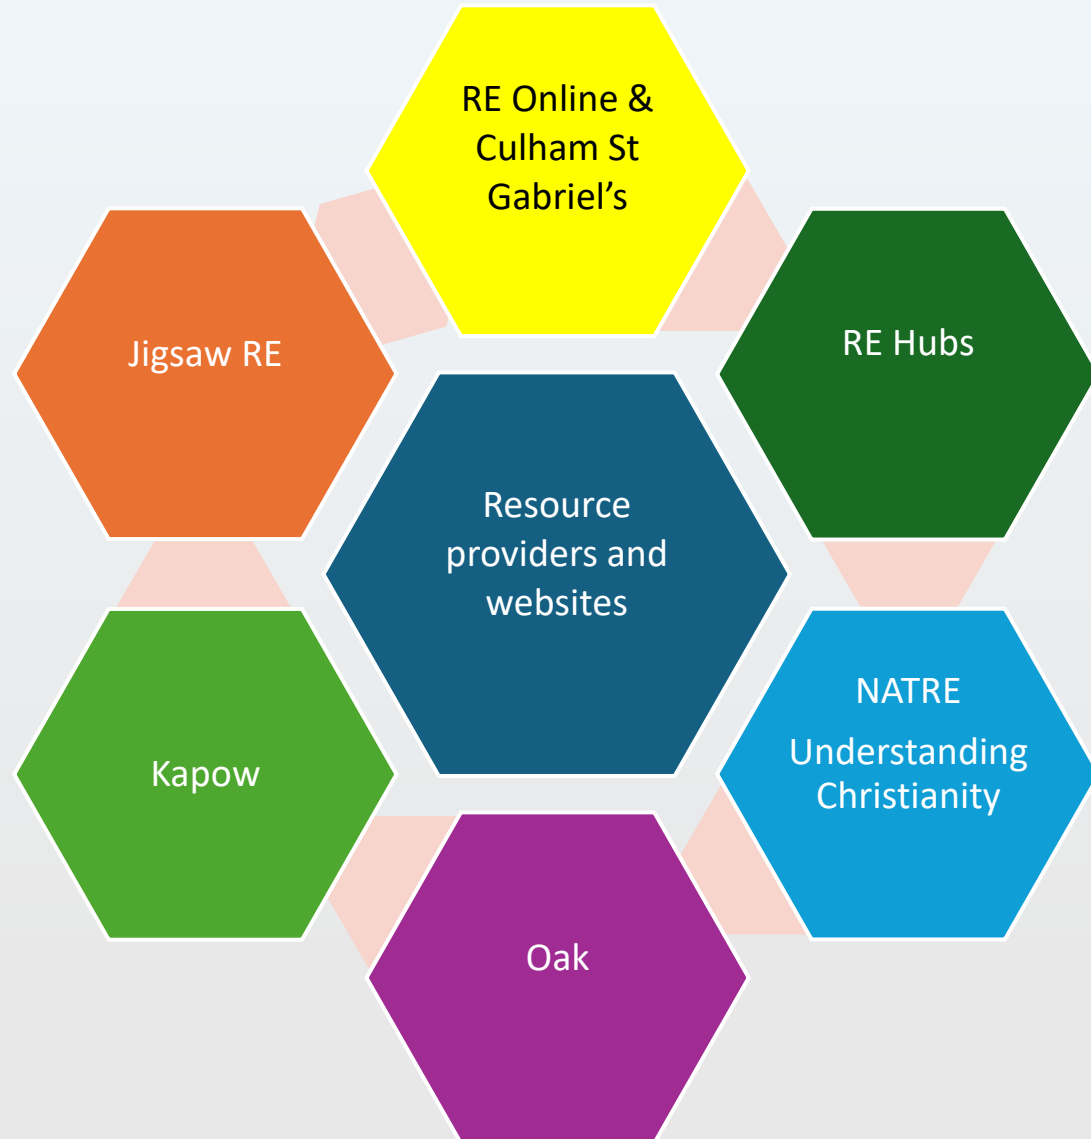 RE Online &
Culham St
Gabriel’s
Jigsaw RE
RE Hubs
Resource
providers and
websites
Kapow
NATRE
Understanding
Christianity
Oak